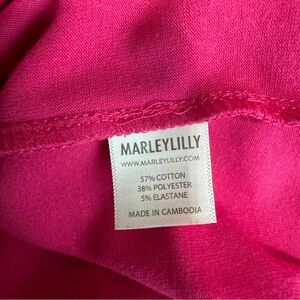 MARLEYLILLY
WWW.MARLEYLILLY.COM
57% COTTON
38% POLYESTER
5% ELASTANE
MADE IN CAMBODIA